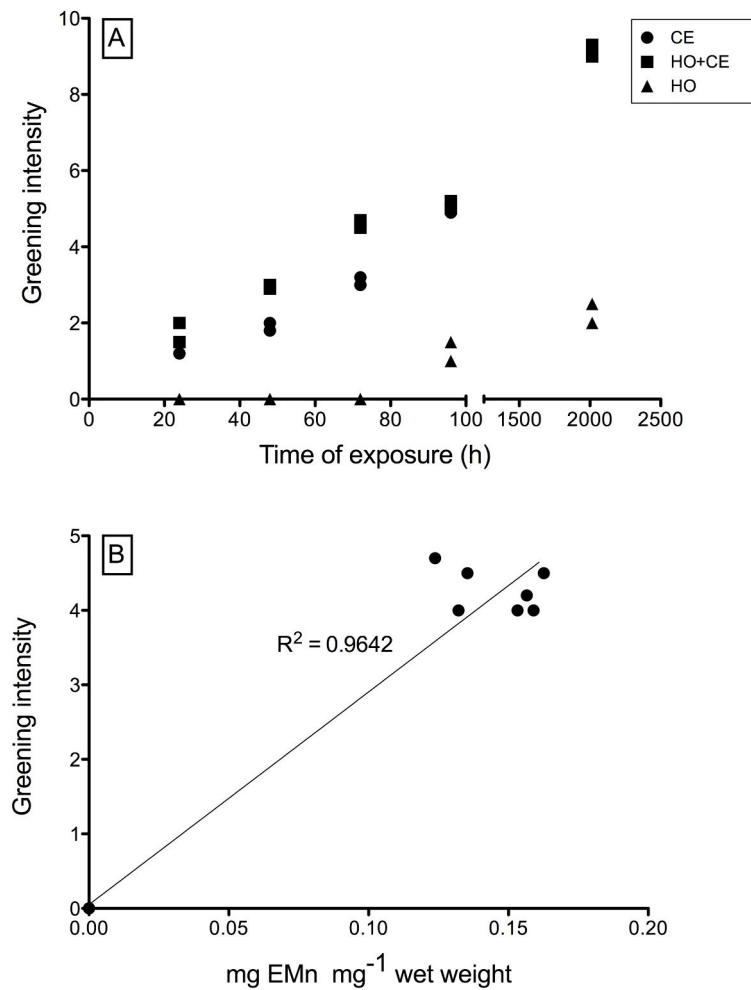 A
CE
HO+CE
HO
10
8
6
4
2
0
Greening intensity
0 20 40 60 80 100 1500 2000 2500
Time of exposure (h)
B
5
4
3
2
1
0
Greening intensity
R² = 0.9642
0.00 0.05 0.10 0.15 0.20
mg EMn mg⁻¹ wet weight